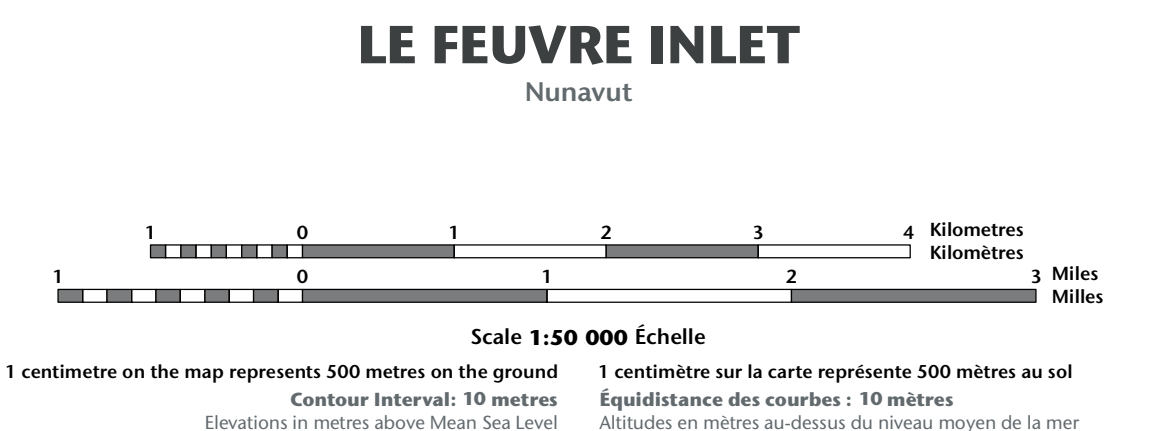 LE FEUVRE INLET
Nunavut
1 0 1 2 3 4 Kilometres
Kilomètres
1 0 1 2 3 Miles
Milles
Scale 1:50 000 Échelle
1 centimetre on the map represents 500 metres on the ground
1 centimètre sur la carte représente 500 mètres au sol
Contour Interval: 10 metres
Équidistance des courbes : 10 mètres
Elevations in metres above Mean Sea Level
Altitudes en mètres au-dessus du niveau moyen de la mer